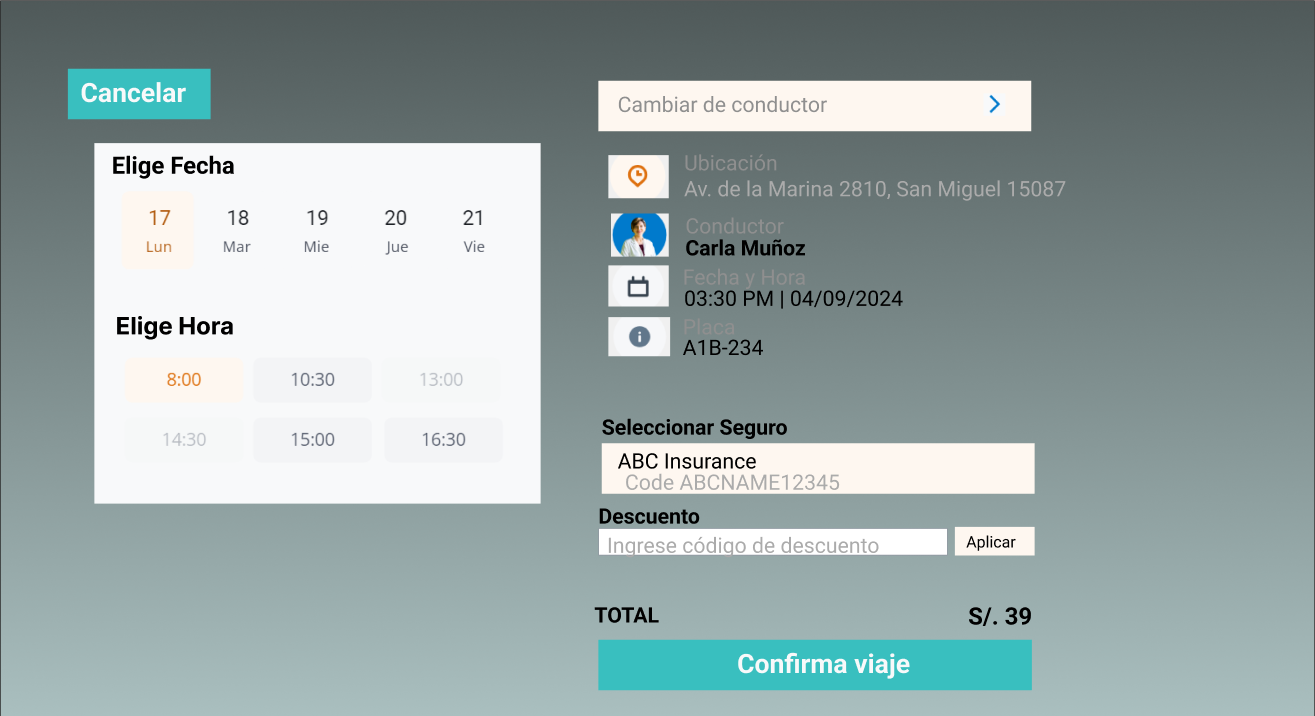 Cancelar
Elige Fecha
17 18 19 20 21
Lun Mar Mie Jue Vie
Elige Hora
8:00 10:30 13:00
14:30 15:00 16:30
Cambiar de conductor
Ubicación
Av. de la Marina 2810, San Miguel 15087
Conductor
Carla Muñoz
Fecha y Hora
03:30 PM | 04/09/2024
Placa
A1B-234
Seleccionar Seguro
ABC Insurance
Code ABCNAME12345
Descuento
Ingrese código de descuento Aplicar
TOTAL S/. 39
Confirma viaje